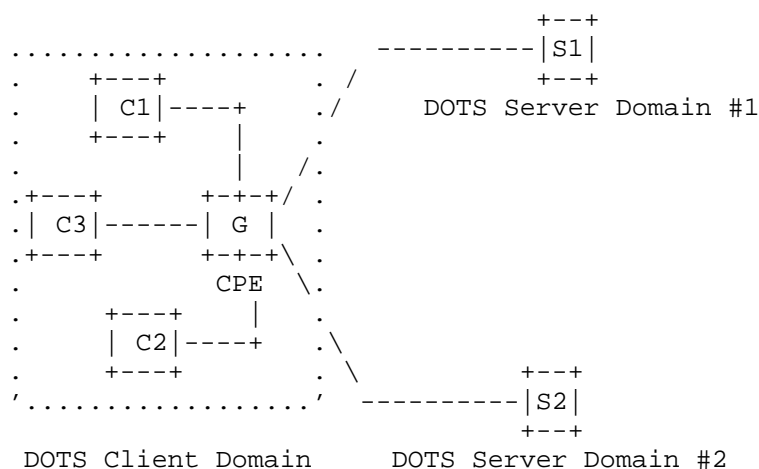 S1
C1
DOTS Server Domain #1
C3 G
CPE
C2
S2
DOTS Client Domain DOTS Server Domain #2